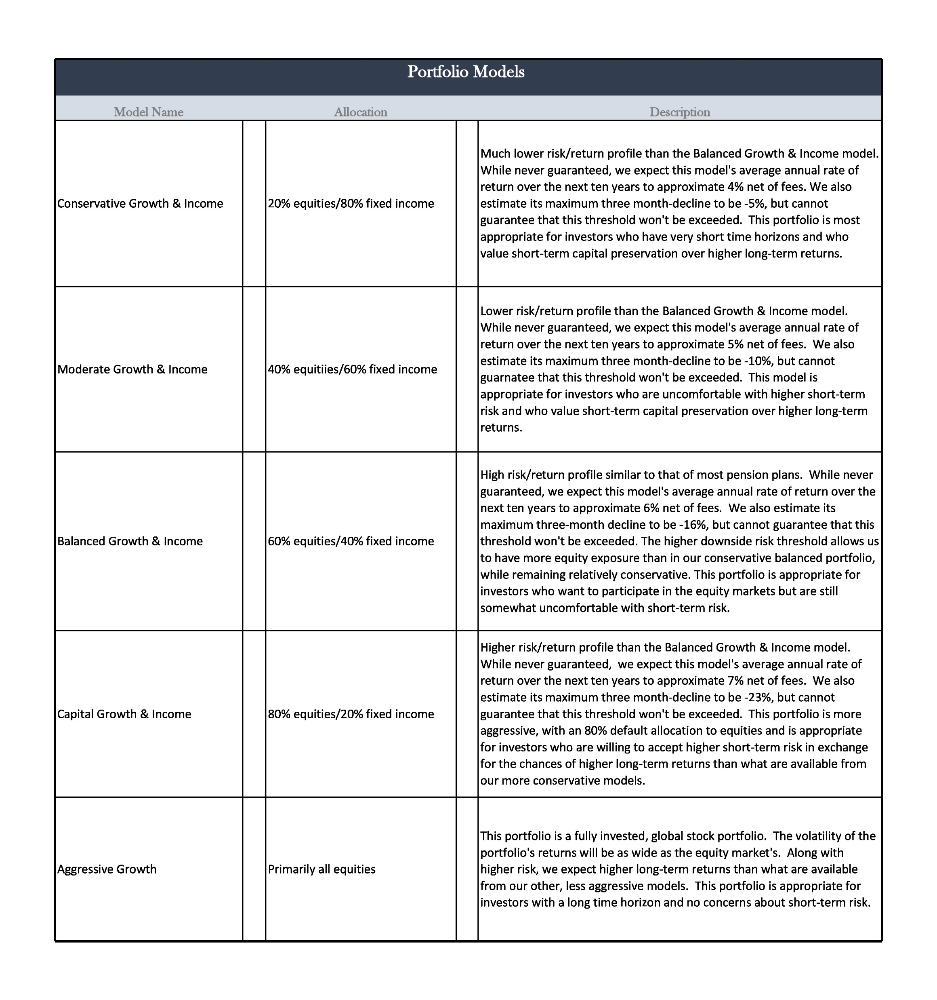 Portfolio Models
Model Name Allocation Description
Conservative Growth & Income
20% equities/80% fixed income
Much lower risk/return profile than the Balanced Growth & Income model.
While never guaranteed, we expect this model's average annual rate of
return over the next ten years to approximate 4% net of fees. We also
estimate its maximum three month-decline to be -5%, but cannot
guarantee that this threshold won't be exceeded.  This portfolio is most
appropriate for investors who have very short time horizons and who
value short-term capital preservation over higher long-term returns.
Moderate Growth & Income
40% equitiies/60% fixed income
Lower risk/return profile than the Balanced Growth & Income model.
While never guaranteed, we expect this model's average annual rate of
return over the next ten years to approximate 5% net of fees.  We also
estimate its maximum three month-decline to be -10%, but cannot
guarnatee that this threshold won't be exceeded.  This model is
appropriate for investors who are uncomfortable with higher short-term
risk and who value short-term capital preservation over higher long-term
returns.
Balanced Growth & Income
60% equities/40% fixed income
High risk/return profile similar to that of most pension plans.  While never
guaranteed, we expect this model's average annual rate of return over the
next ten years to approximate 6% net of fees.  We also estimate its
maximum three-month decline to be -16%, but cannot guarantee that this
threshold won't be exceeded. The higher downside risk threshold allows us
to have more equity exposure than in our conservative balanced portfolio,
while remaining relatively conservative. This portfolio is appropriate for
investors who want to participate in the equity markets but are still
somewhat uncomfortable with short-term risk.
Capital Growth & Income
80% equities/20% fixed income
Higher risk/return profile than the Balanced Growth & Income model.
While never guaranteed,  we expect this model's average annual rate of
return over the next ten years to approximate 7% net of fees.  We also
estimate its maximum three month-decline to be -23%, but cannot
guarantee that this threshold won't be exceeded.  This portfolio is more
aggressive, with an 80% default allocation to equities and is appropriate
for investors who are willing to accept higher short-term risk in exchange
for the chances of higher long-term returns than what are available from
our more conservative models.
Aggressive Growth
Primarily all equities
This portfolio is a fully invested, global stock portfolio.  The volatility of the
portfolio's returns will be as wide as the equity market's.  Along with
higher risk, we expect higher long-term returns than what are available
from our other, less aggressive models.  This portfolio is appropriate for
investors with a long time horizon and no concerns about short-term risk.